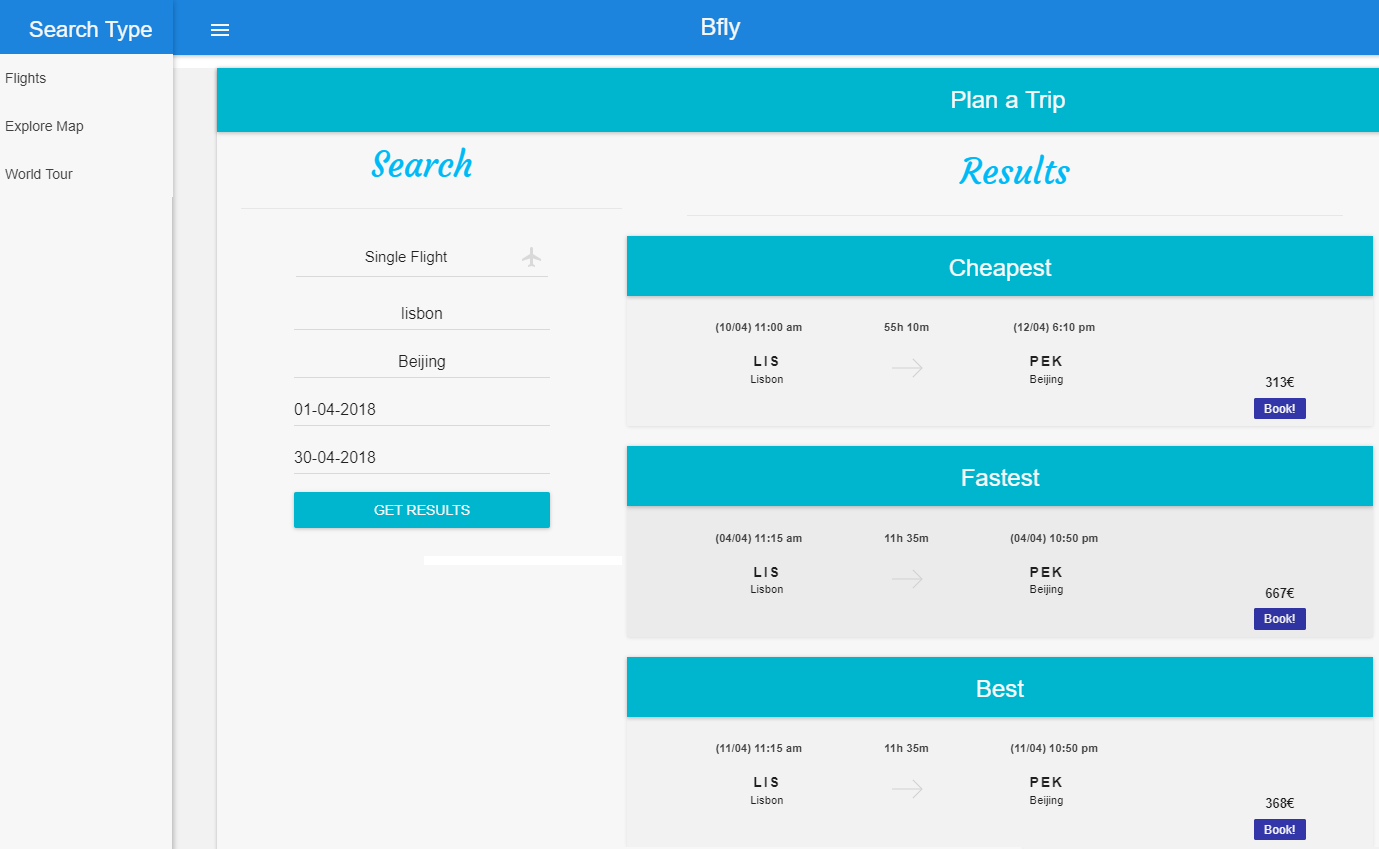 Search Type
Bfly
Flights
Explore Map
World Tour
Plan a Trip
Search
Single Flight
lisbon
Beijing
01-04-2018
30-04-2018
GET RESULTS
Results
Cheapest
(10/04) 11:00 am 55h 10m (12/04) 6:10 pm
LIS PEK
Lisbon Beijing
313€
Book!
Fastest
(04/04) 11:15 am 11h 35m (04/04) 10:50 pm
LIS PEK
Lisbon Beijing
667€
Book!
Best
(11/04) 11:15 am 11h 35m (11/04) 10:50 pm
LIS PEK
Lisbon Beijing
368€
Book!